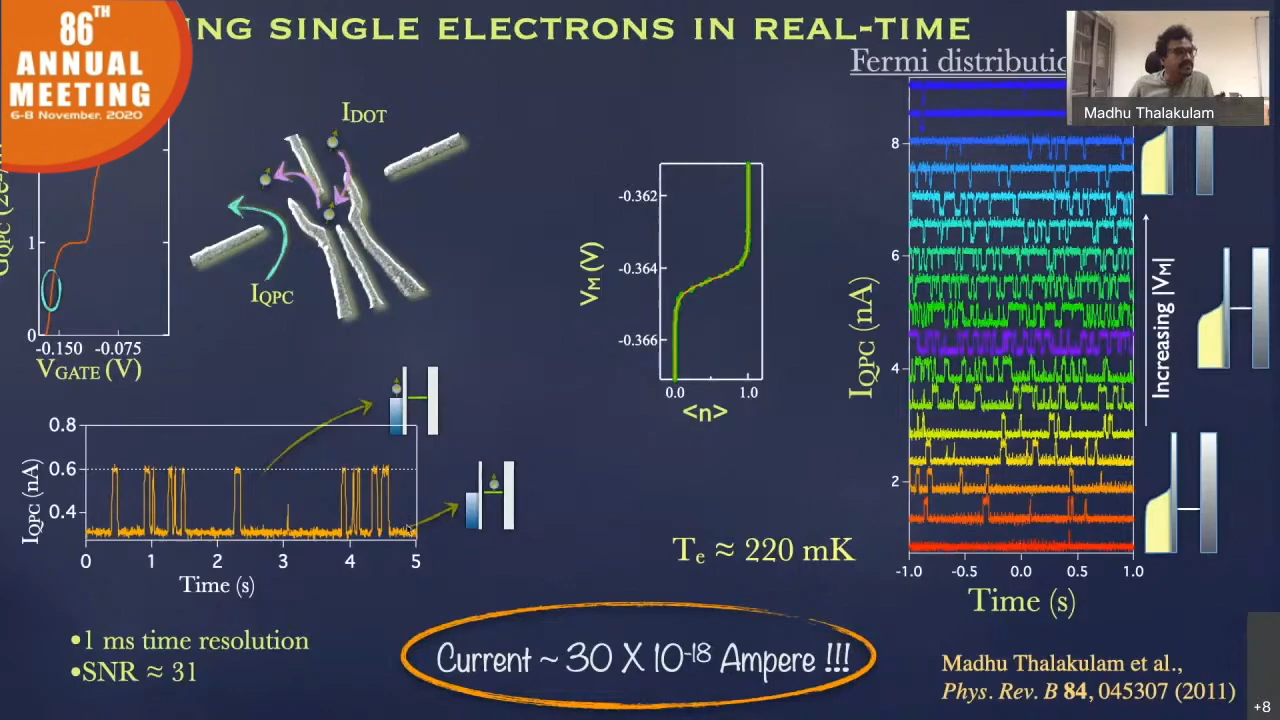 86TH
ANNUAL
MEETING
6-8 November, 2020
ING SINGLE ELECTRONS IN REAL-TIME
Fermi distributio
Madhu Thalakulam
GQPC (2e
1
0
-0.150 -0.075
VGATE (V)
IDOT
IQPC
VM (V)
-0.362
-0.364
-0.366
0.0 1.0
<n>
IQPC (nA)
8
6
4
2
-1.0 -0.5 0.0 0.5 1.0
Time (s)
Increasing |VM|
IQPC (nA)
0.8
0.6
0.4
0 1 2 3 4 5
Time (s)
Te ≈ 220 mK
•1 ms time resolution
•SNR ≈ 31
Current ~ 30 X 10-18 Ampere !!!
Madhu Thalakulam et al.,
Phys. Rev. B 84, 045307 (2011)
+8